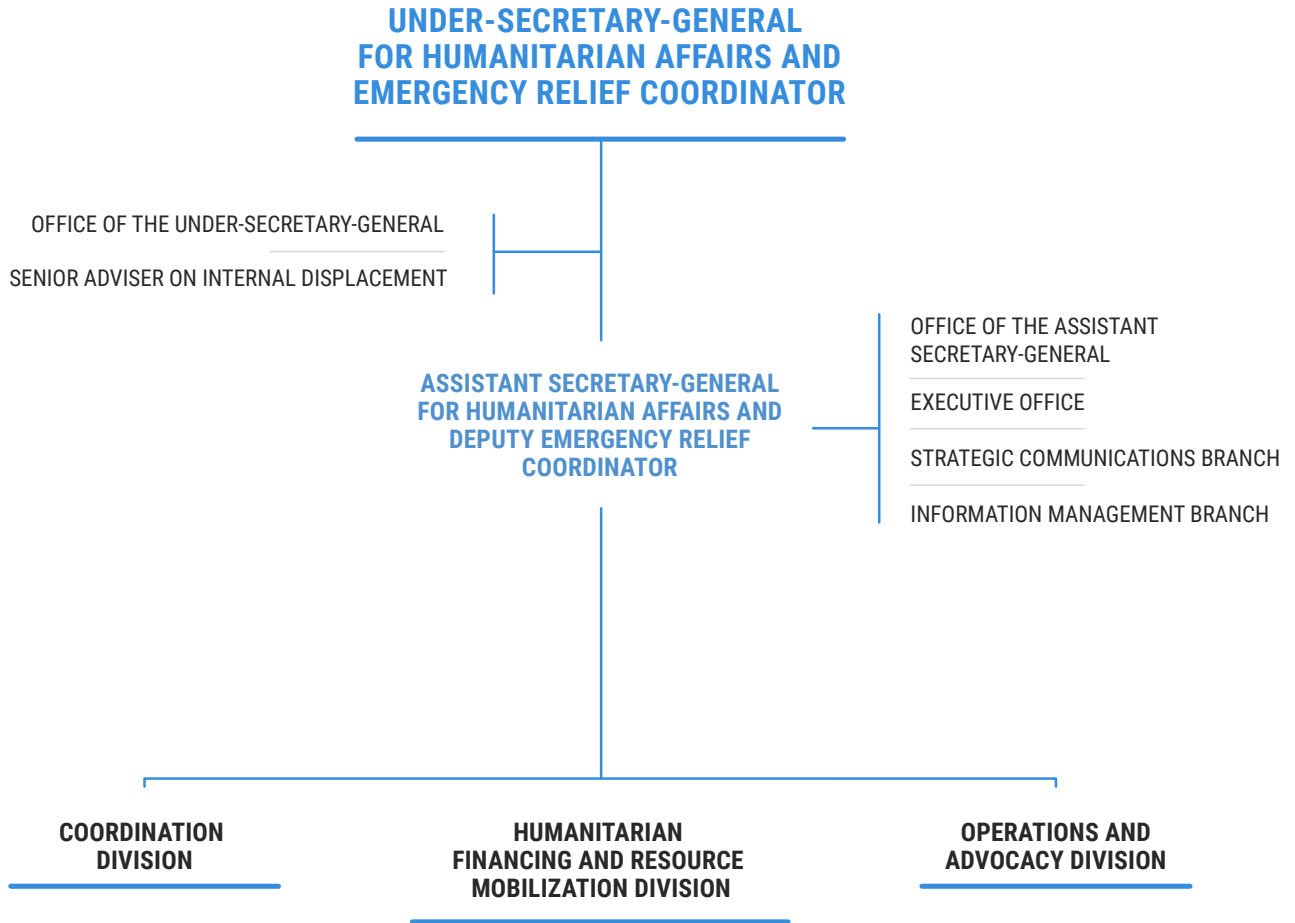 UNDER-SECRETARY-GENERAL
FOR HUMANITARIAN AFFAIRS AND
EMERGENCY RELIEF COORDINATOR
OFFICE OF THE UNDER-SECRETARY-GENERAL
SENIOR ADVISER ON INTERNAL DISPLACEMENT
OFFICE OF THE ASSISTANT
SECRETARY-GENERAL
EXECUTIVE OFFICE
STRATEGIC COMMUNICATIONS BRANCH
INFORMATION MANAGEMENT BRANCH
ASSISTANT SECRETARY-GENERAL
FOR HUMANITARIAN AFFAIRS AND
DEPUTY EMERGENCY RELIEF
COORDINATOR
COORDINATION
DIVISION
HUMANITARIAN
FINANCING AND RESOURCE
MOBILIZATION DIVISION
OPERATIONS AND
ADVOCACY DIVISION